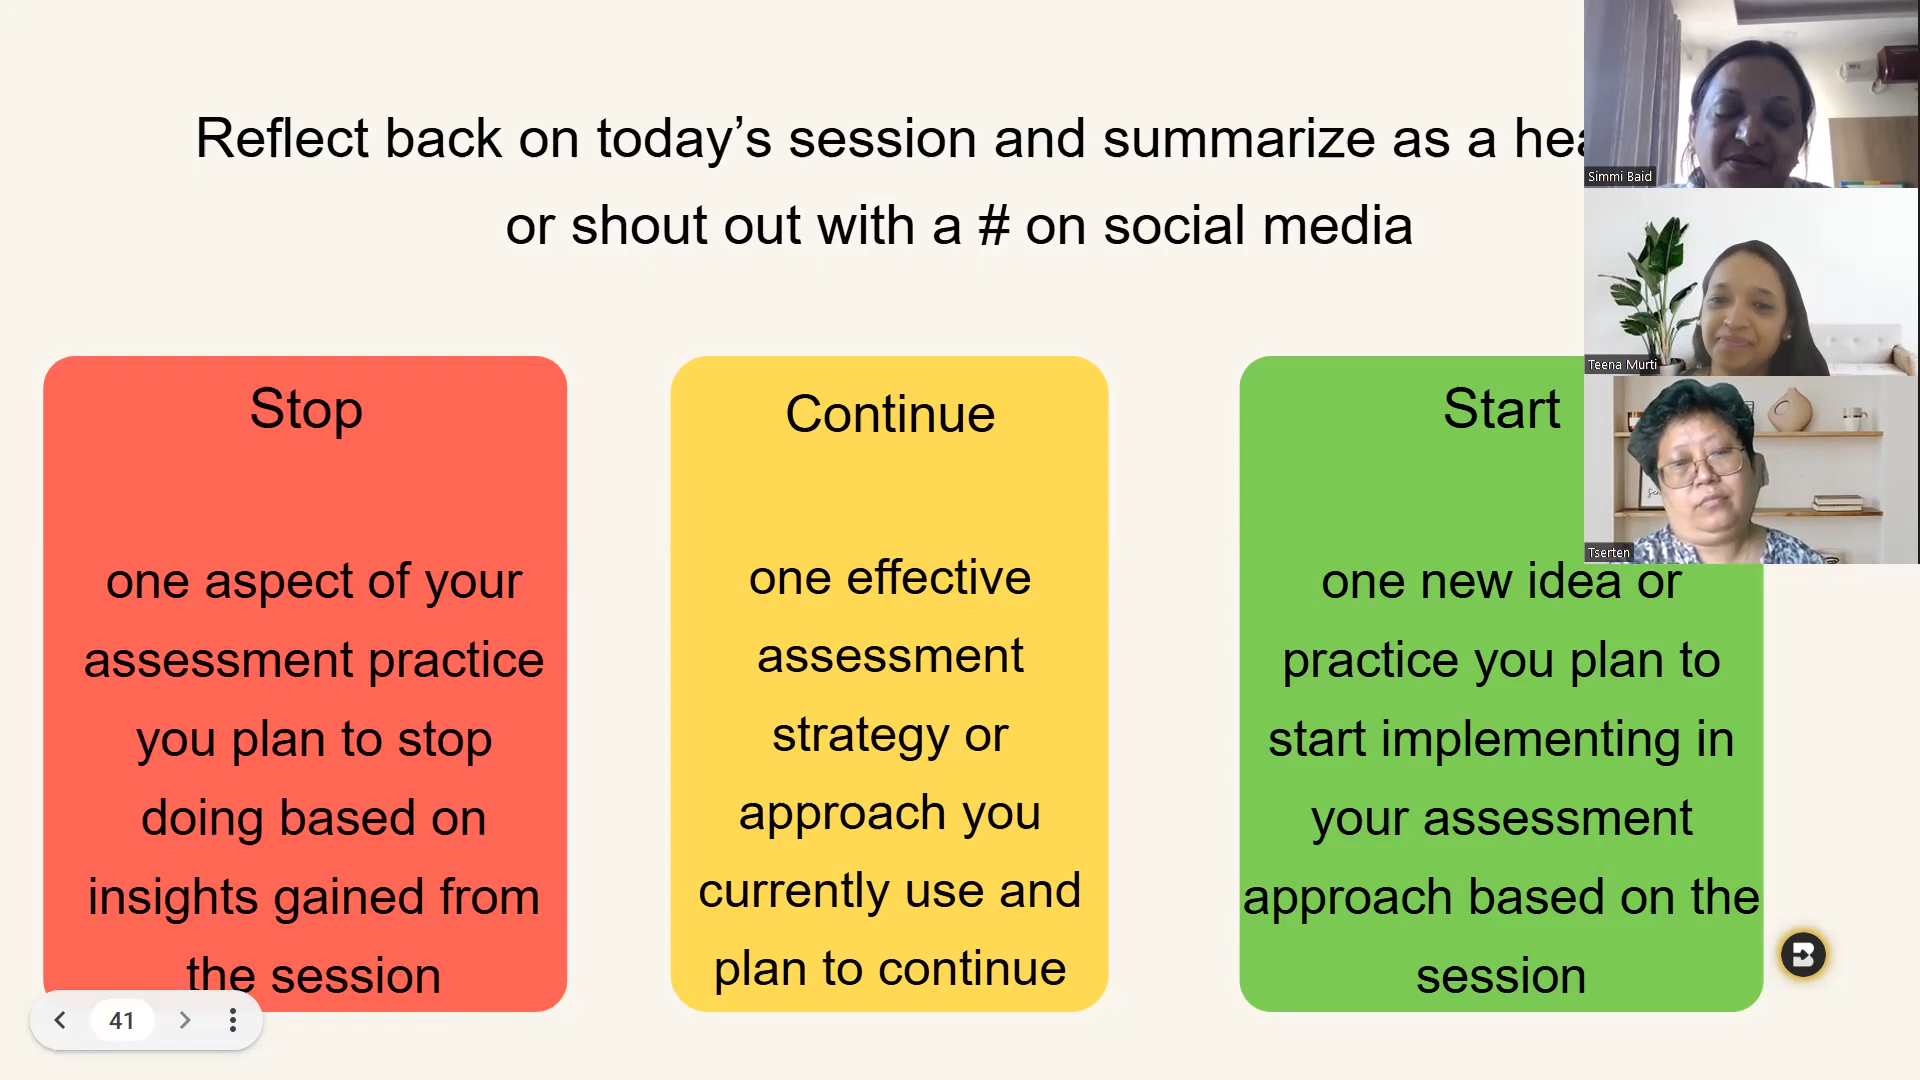 Reflect back on today’s session and summarize as a
or shout out with a # on social media
Stop
one aspect of your
assessment practice
you plan to stop
doing based on
insights gained from
the session
Continue
one effective
assessment
strategy or
approach you
currently use and
plan to continue
Start
one new idea or
practice you plan to
start implementing in
your assessment
approach based on the
session
Simmi Baid
Teena Murti
Tserten
41